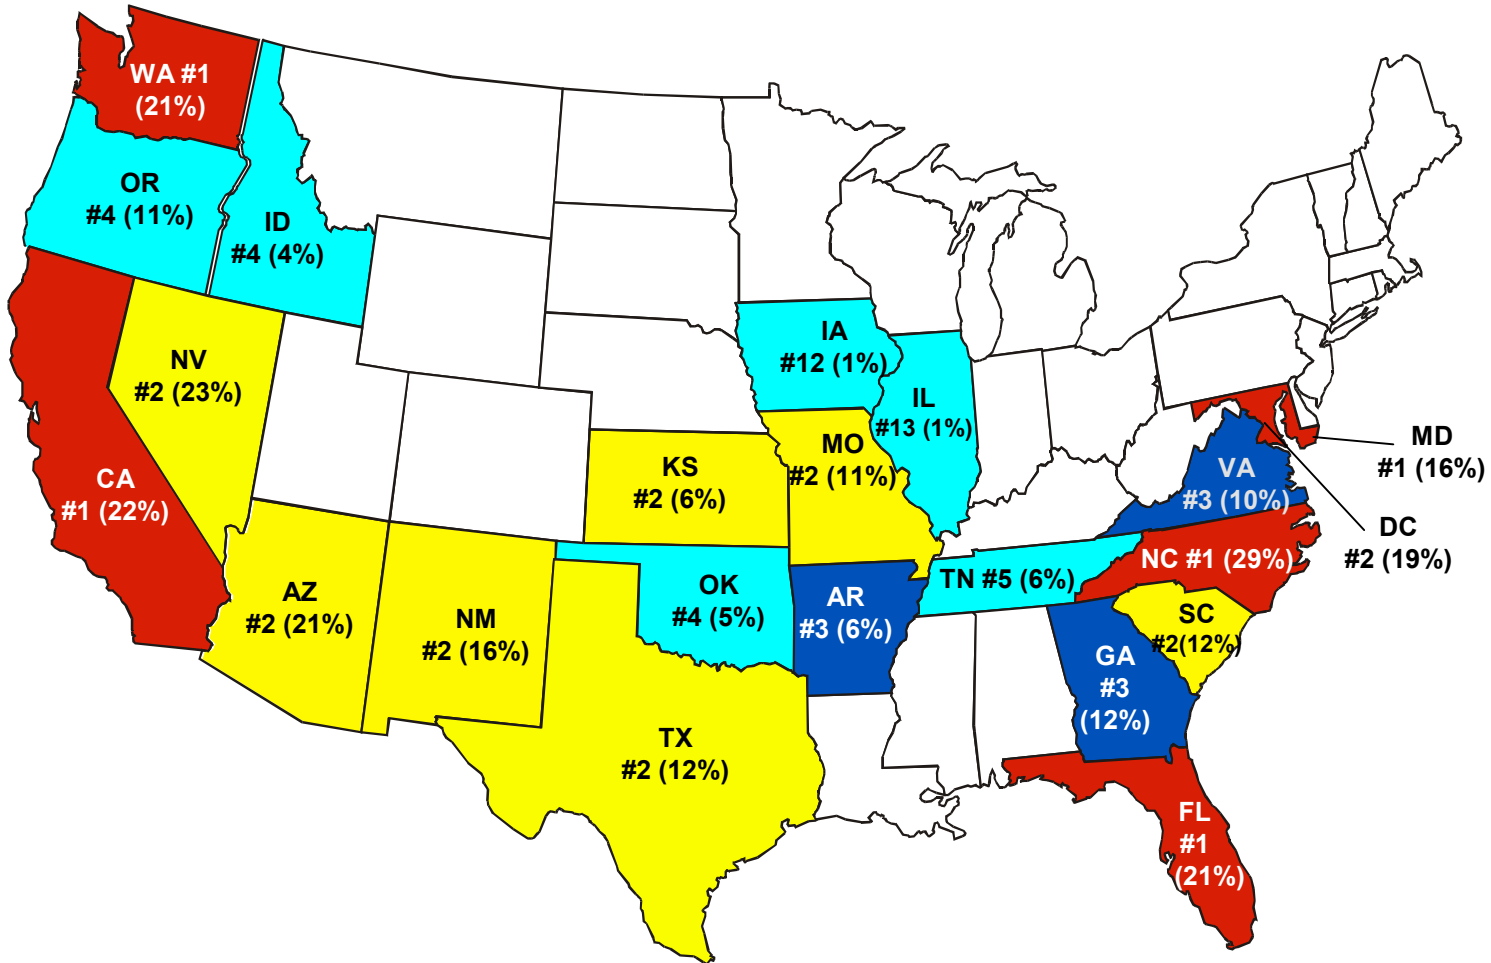 WA #1
(21%)
OR
#4 (11%)
ID
#4 (4%)
NV
#2 (23%)
CA
#1 (22%)
AZ
#2 (21%)
NM
#2 (16%)
KS
#2 (6%)
OK
#4 (5%)
TX
#2 (12%)
IA
#12 (1%)
IL
#13 (1%)
MO
#2 (11%)
AR
#3 (6%)
TN #5 (6%)
MD
#1 (16%)
VA
#3 (10%)
DC
#2 (19%)
NC #1 (29%)
SC
#2(12%)
GA
#3
(12%)
FL
#1
(21%)